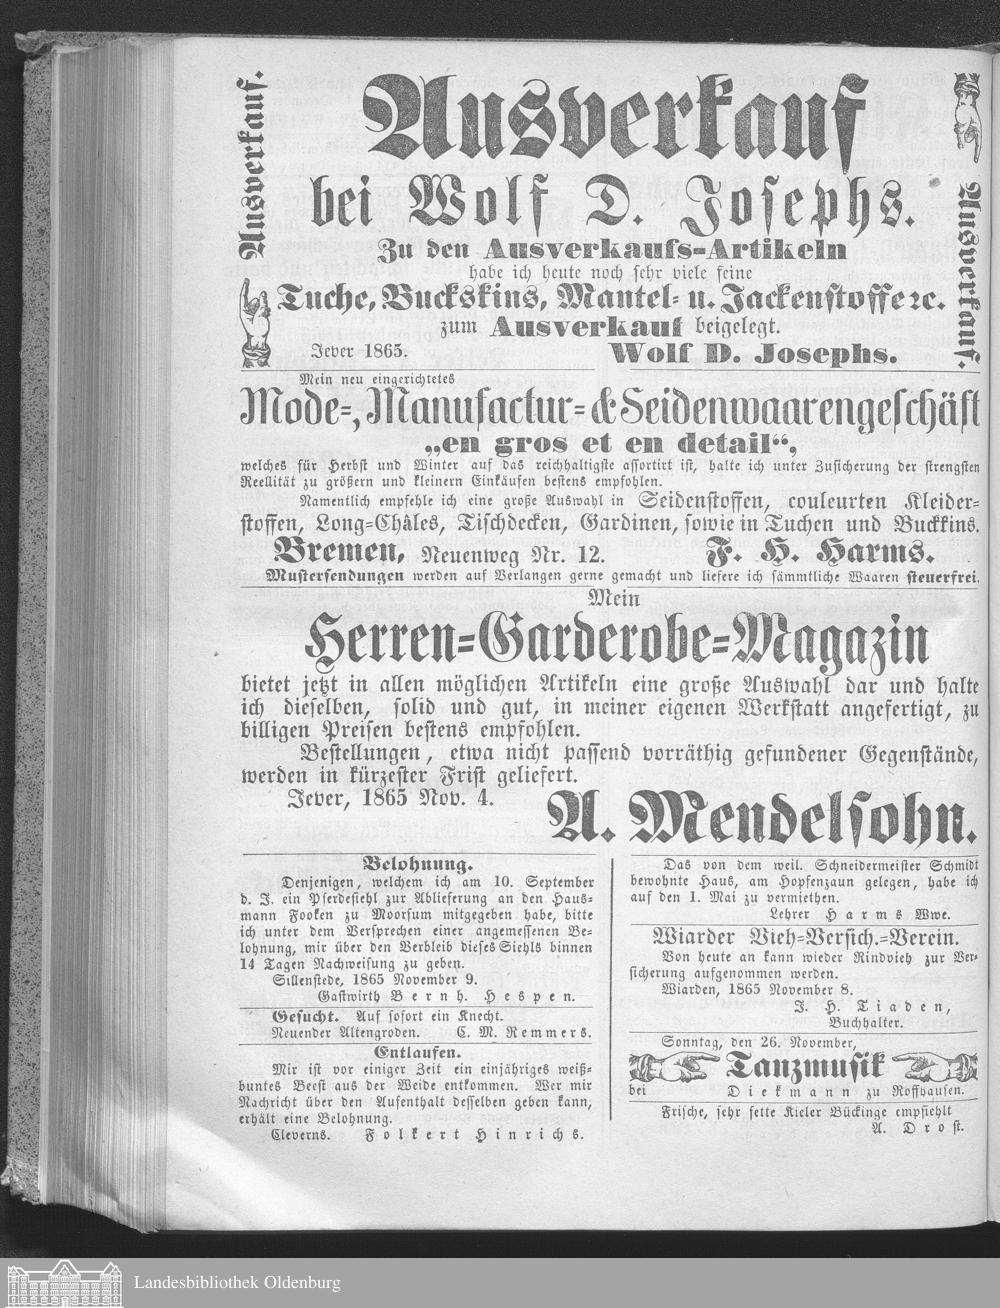 Ausverkauf.
Ausverkauf
bei Wolf D. Josephs.
Zu den Ausverkaufs-Artikeln
habe ich heute noch sehr viele feine
Tuche, Buckskins, Mantel- u. Jackenstoffe ꝛc.
zum Ausverkauf beigelegt.
Jever 1865. Wolf D. Josephs.
Ausverkauf.
Mein neu eingerichtetes
Mode-, Manufactur- & Seidenwaarengeschäft
„en gros et en detail“,
welches für Herbst und Winter auf das reichhaltigste assortirt ist, halte ich unter Zusicherung der strengsten
Reellität zu größern und kleinern Einkäufen bestens empfohlen.
Namentlich empfehle ich eine große Auswahl in Seidenstoffen, couleurten Kleider-
stoffen, Long-Châles, Tischdecken, Gardinen, sowie in Tuchen und Buckkins.
Bremen, Neuenweg Nr. 12. F. H. Harms.
Mustersendungen werden auf Verlangen gerne gemacht und liefere ich sämmtliche Waaren steuerfrei.
Mein
Herren-Garderobe-Magazin
bietet jetzt in allen möglichen Artikeln eine große Auswahl dar und halte
ich dieselben, solid und gut, in meiner eigenen Werkstatt angefertigt, zu
billigen Preisen bestens empfohlen.
Bestellungen, etwa nicht passend vorräthig gefundener Gegenstände,
werden in kürzester Frist geliefert.
Jever, 1865 Nov. 4. A. Mendelsohn.
Belohnung.
Denjenigen, welchem ich am 10. September
d. J. ein Pferdesiehl zur Ablieferung an den Haus-
mann Fooken zu Moorsum mitgegeben habe, bitte
ich unter dem Versprechen einer angemessenen Be-
lohnung, mir über den Verbleib dieses Siehls binnen
14 Tagen Nachweisung zu geben.
Sillenstede, 1865 November 9.
Gastwirth Bernh. Hespen.
Gesucht. Auf sofort ein Knecht.
Neuender Altengroden. C. M. Remmers.
Entlaufen.
Mir ist vor einiger Zeit ein einjähriges weiß-
buntes Beest aus der Weide entkommen. Wer mir
Nachricht über den Aufenthalt desselben geben kann,
erhält eine Belohnung.
Cleverns. Folkert Hinrichs.
Das von dem weil. Schneidermeister Schmidt
bewohnte Haus, am Hopfenzaun gelegen, habe ich
auf den 1. Mai zu vermiethen.
Lehrer Harms Wwe.
Wiarder Vieh-Versich.-Verein.
Von heute an kann wieder Rindvieh zur Ver-
sicherung aufgenommen werden.
Wiarden, 1865 November 8.
J. H. Tiaden,
Buchhalter.
Sonntag, den 26. November,
Tanzmusik
bei Diekmann zu Roffhausen.
Frische, sehr fette Kieler Bückinge empfiehlt
A. Drost.
Landesbibliothek Oldenburg